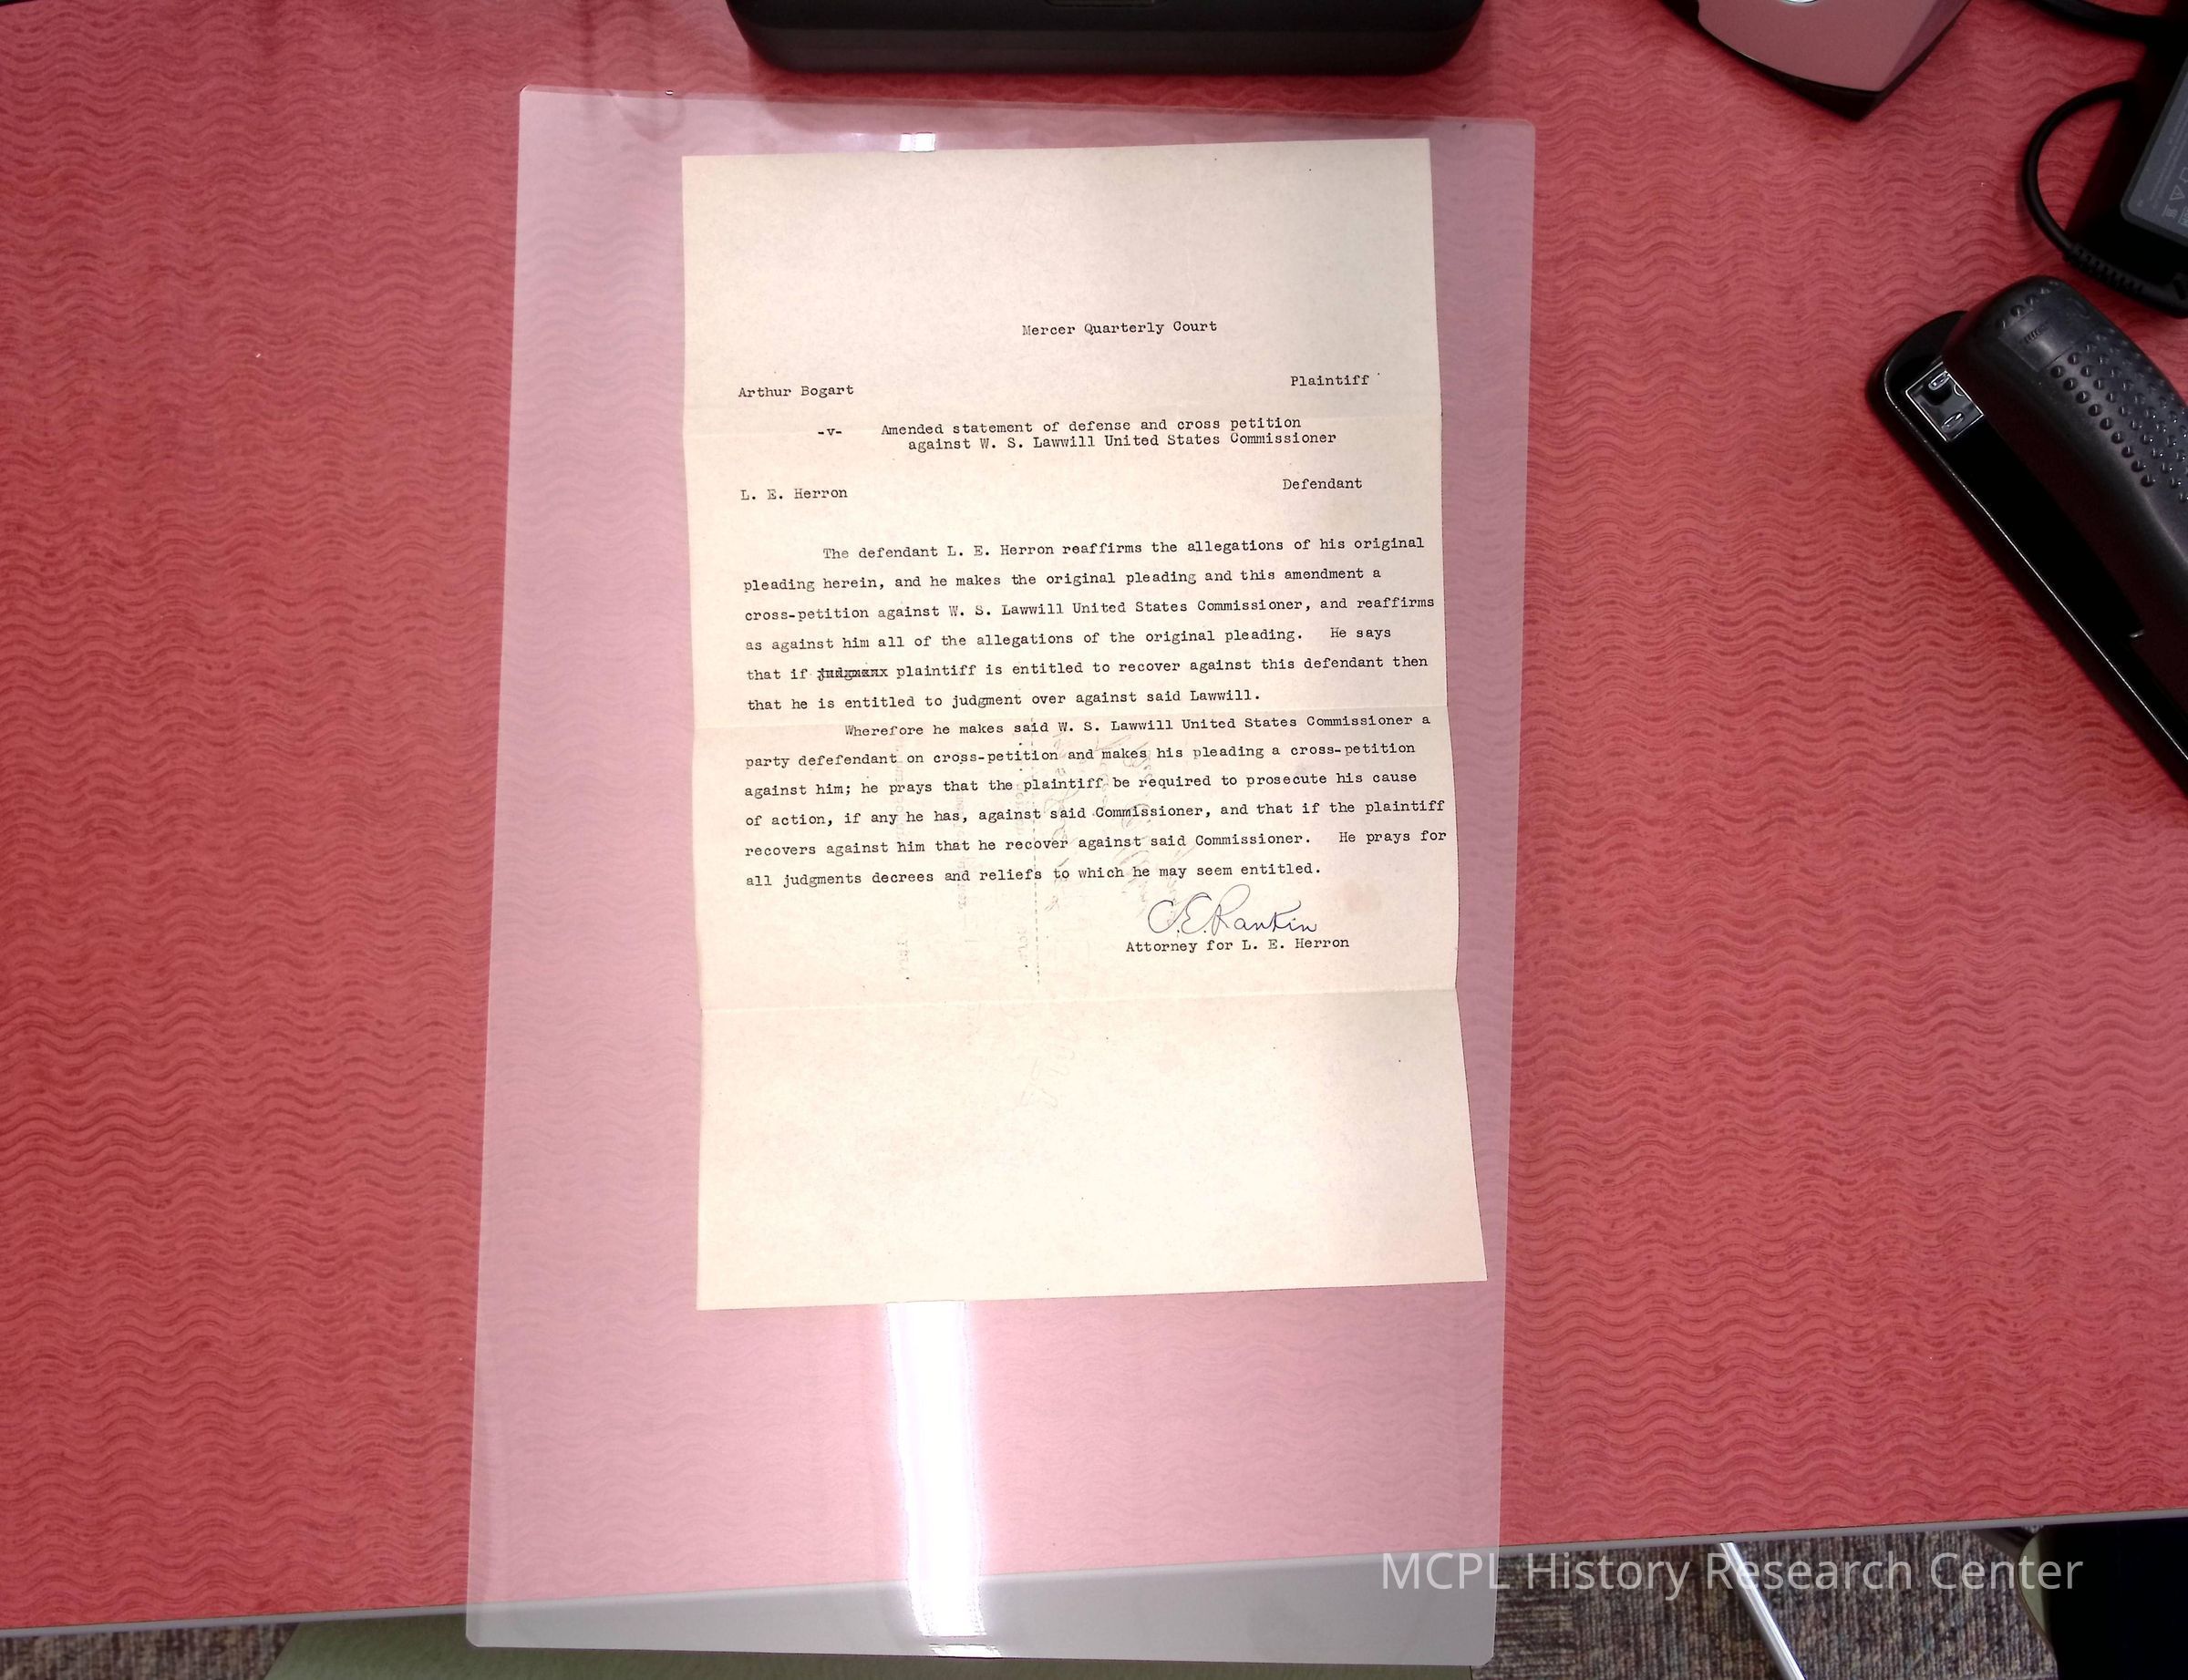 Mercer Quarterly Court
Arthur Bogart Plaintiff
-v- Amended statement of defense and cross petition
against W. S. Lawwill United States Commissioner
L. E. Herron Defendant
The defendant L. E. Herron reaffirms the allegations of his original
pleading herein, and he makes the original pleading and this amendment a
cross-petition against W. S. Lawwill United States Commissioner, and reaffirms
as against him all of the allegations of the original pleading. He says
that if plaintiff is entitled to recover against this defendant then
that he is entitled to judgment over against said Lawwill.
Wherefore he makes said W. S. Lawwill United States Commissioner a
party defefendant on cross-petition and makes his pleading a cross-petition
against him; he prays that the plaintiff be required to prosecute his cause
of action, if any he has, against said Commissioner, and that if the plaintiff
recovers against him that he recover against said Commissioner. He prays for
all judgments decrees and reliefs to which he may seem entitled.
C.E. Rankin
Attorney for L. E. Herron
MCPL History Research Center